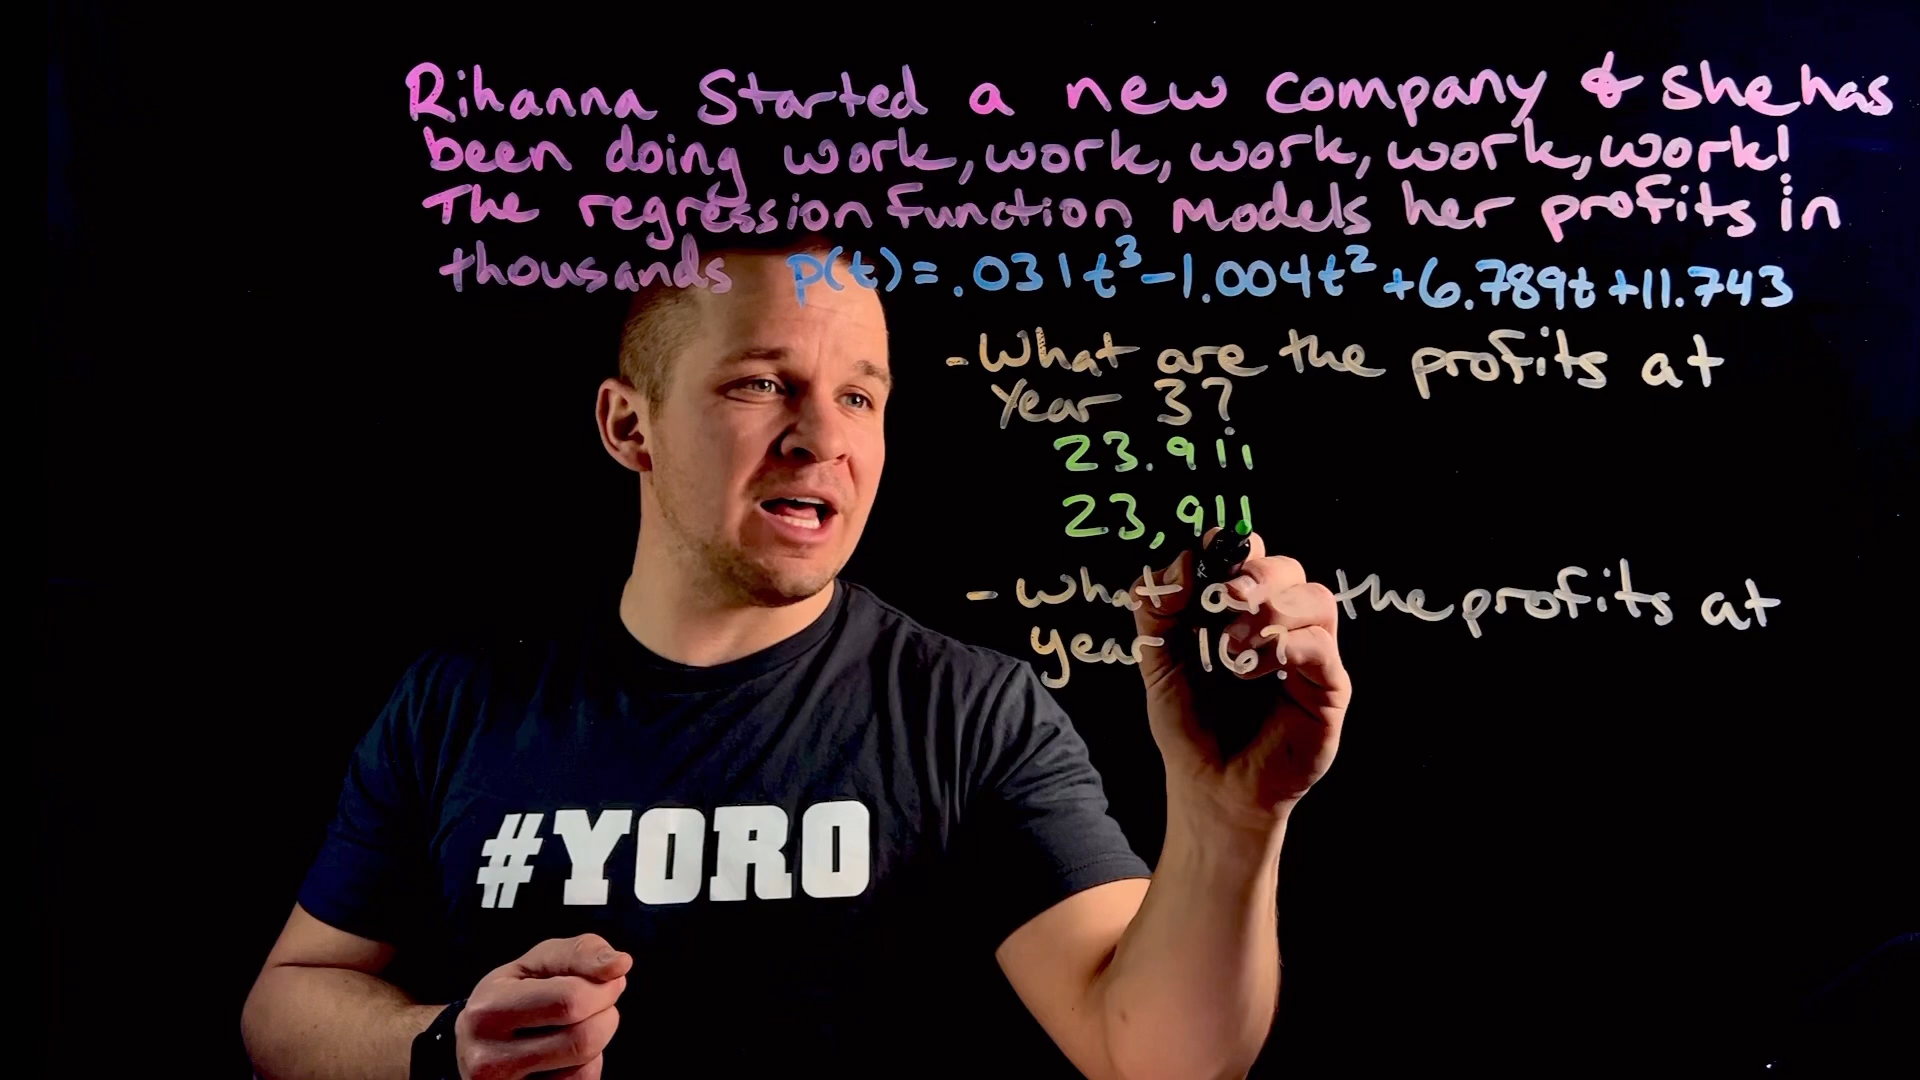 Rihanna Started a new company & she has
been doing work, work, work, work, work!
The regression function models her profits in
thousands p(t) = .031t³ - 1.004t² + 6.789t + 11.743
- What are the profits at
Year 3?
23.911
23,911
- What are the profits at
year 16?
#YORO